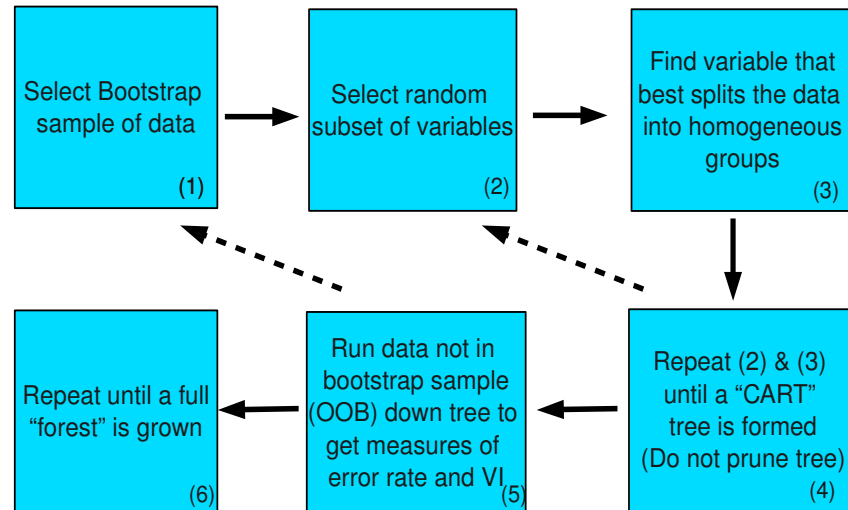 Select Bootstrap
sample of data
(1)
Select random
subset of variables
(2)
Find variable that
best splits the data
into homogeneous
groups
(3)
Repeat (2) & (3)
until a “CART”
tree is formed
(Do not prune tree)
(4)
Run data not in
bootstrap sample
(OOB) down tree to
get measures of
error rate and VI
(5)
Repeat until a full
“forest” is grown
(6)